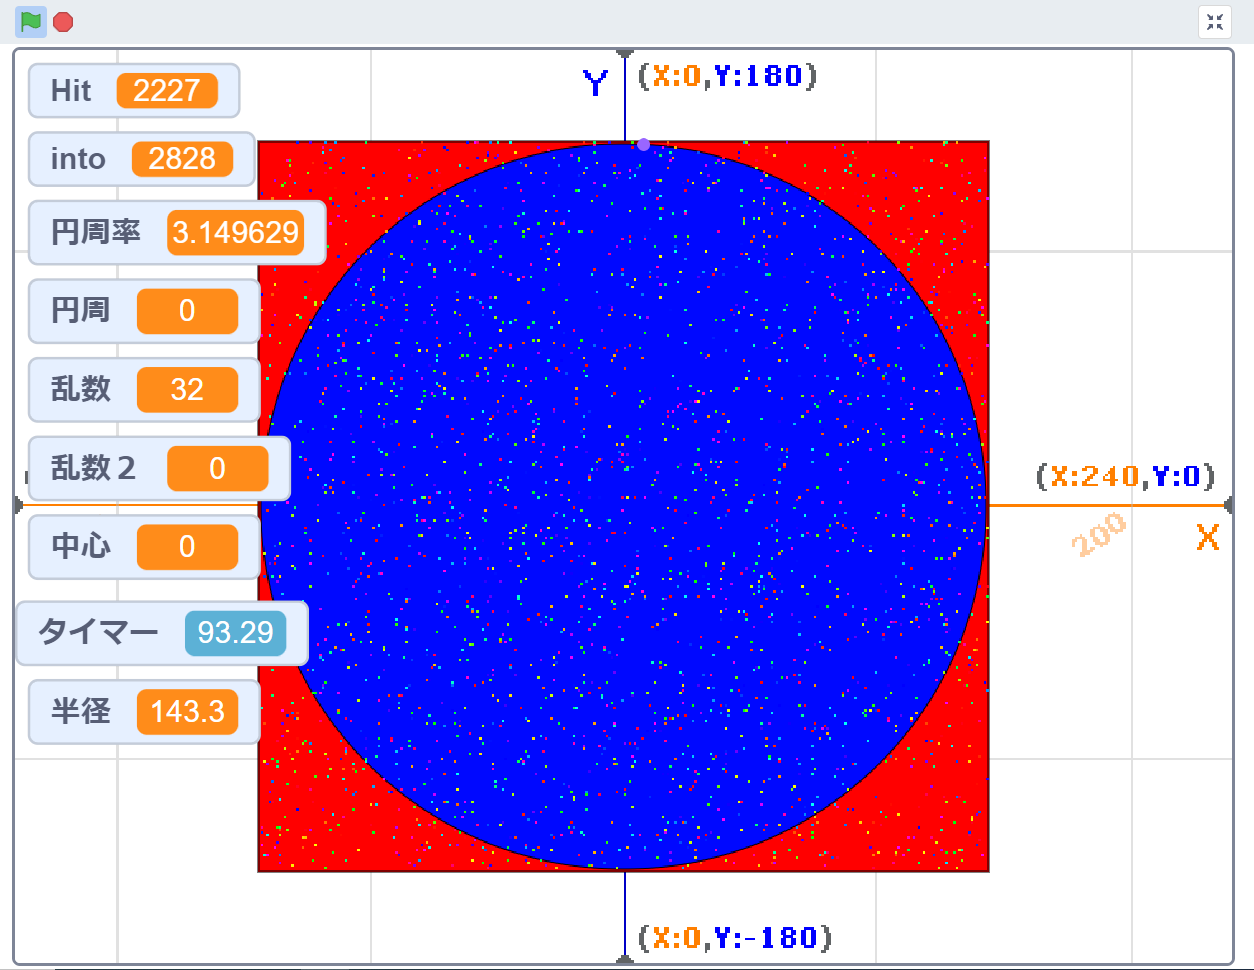 Hit 2227
into 2828
円周率 3.149629
円周 0
乱数 32
乱数２ 0
中心 0
タイマー 93.29
半径 143.3
Y (X:0,Y:180)
(X:240,Y:0)
200
X
(X:0,Y:-180)